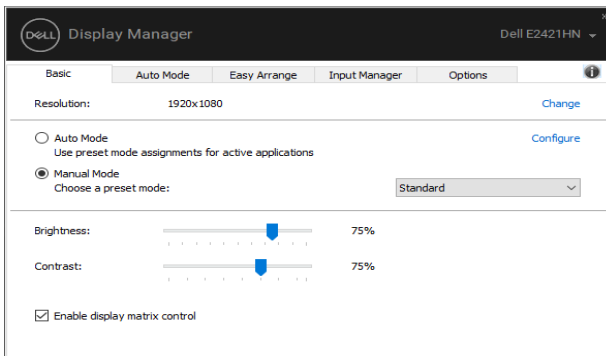 DELL Display Manager Dell E2421HN
Basic Auto Mode Easy Arrange Input Manager Options
Resolution: 1920x1080 Change
Auto Mode Configure
Use preset mode assignments for active applications
Manual Mode
Choose a preset mode: Standard
Brightness: 75%
Contrast: 75%
Enable display matrix control